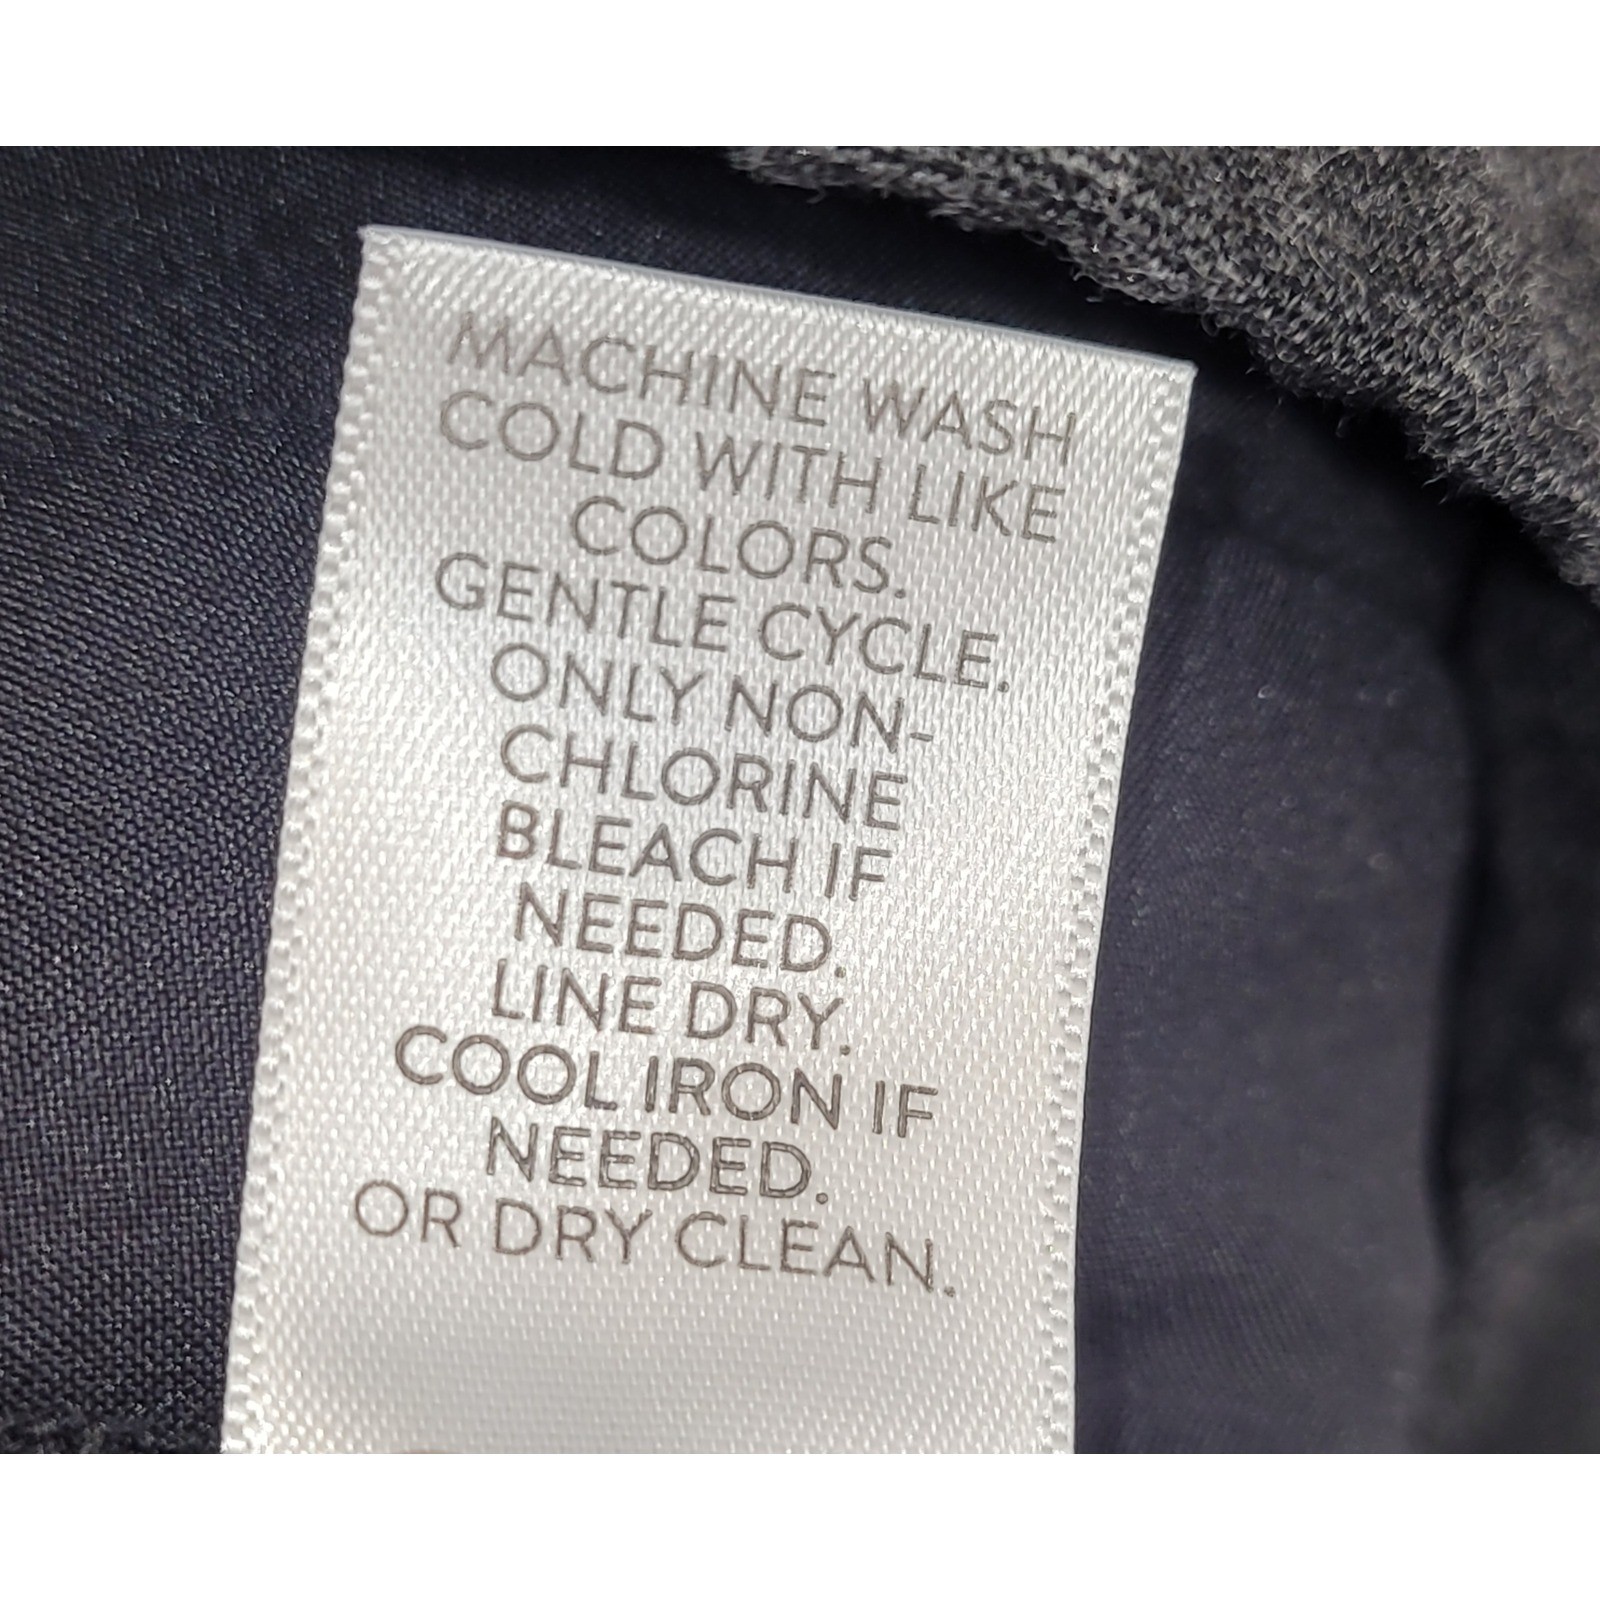 MACHINE WASH
COLD WITH LIKE
COLORS.
GENTLE CYCLE.
ONLY NON-
CHLORINE
BLEACH IF
NEEDED.
LINE DRY.
COOL IRON IF
NEEDED.
OR DRY CLEAN.